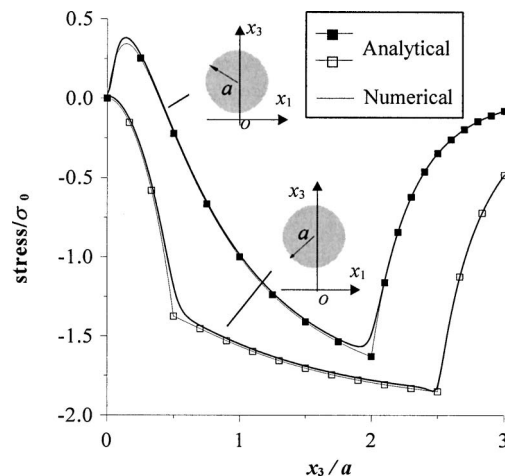 0.5
0.0
-0.5
-1.0
-1.5
-2.0
stress/σ 0
0
1
2
3
x3 / a
x3
a
x1
O
x3
a
x1
O
Analytical
Numerical